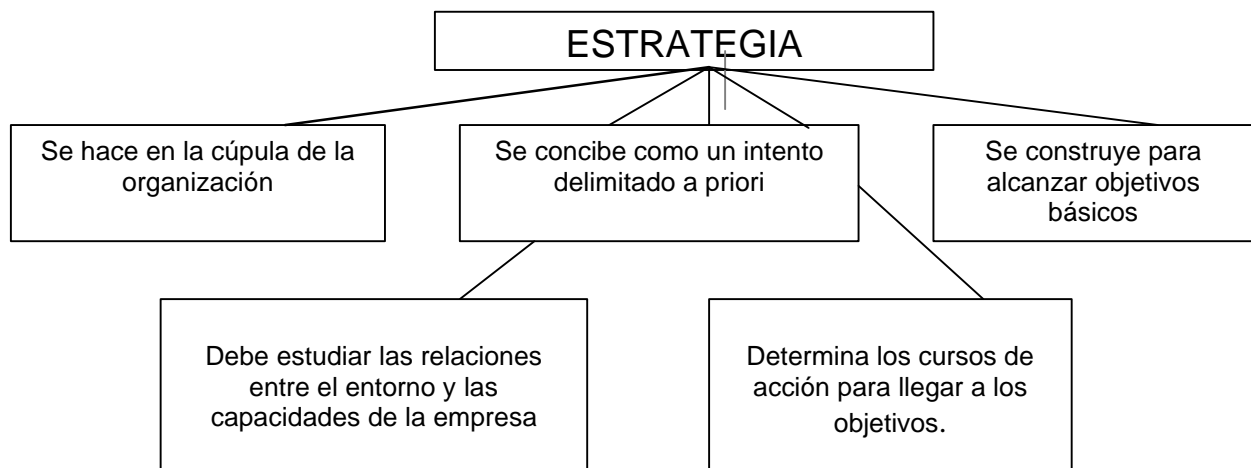 ESTRATEGIA
Se hace en la cúpula de la
organización
Se concibe como un intento
delimitado a priori
Se construye para
alcanzar objetivos
básicos
Debe estudiar las relaciones
entre el entorno y las
capacidades de la empresa
Determina los cursos de
acción para llegar a los
objetivos.